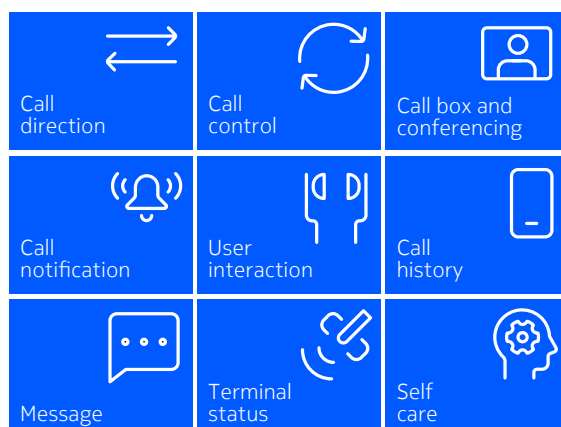 Call
direction
Call
control
Call box and
conferencing
Call
notification
User
interaction
Call
history
Message
Terminal
status
Self
care